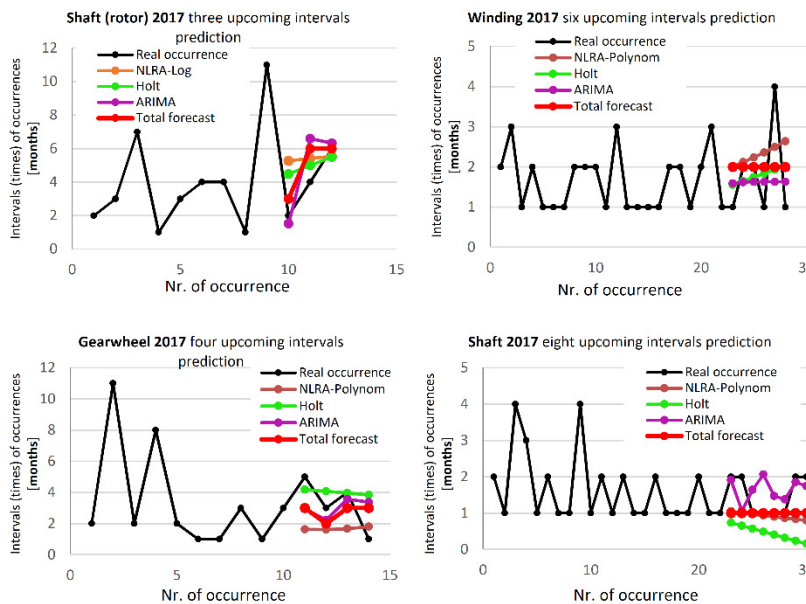 Shaft (rotor) 2017 three upcoming intervals
prediction
Intervals (times) of occurrences
[months]
12
10
8
6
4
2
0
Real occurrence
NLRA-Log
Holt
ARIMA
Total forecast
0
5
10
15
Nr. of occurrence
Winding 2017 six upcoming intervals prediction
Intervals (times) of occurrences
[months]
5
4
3
2
1
0
Real occurrence
NLRA-Polynom
Holt
ARIMA
Total forecast
0
10
20
30
Nr. of occurrence
Gearwheel 2017 four upcoming intervals
prediction
Intervals (times) of occurrences
[months]
12
10
8
6
4
2
0
Real occurrence
NLRA-Polynom
Holt
ARIMA
Total forecast
0
5
10
15
Nr. of occurrence
Shaft 2017 eight upcoming intervals prediction
Intervals (times) of occurrences
[months]
5
4
3
2
1
0
Real occurrence
NLRA-Polynom
Holt
ARIMA
Total forecast
0
10
20
Nr. of occurrence